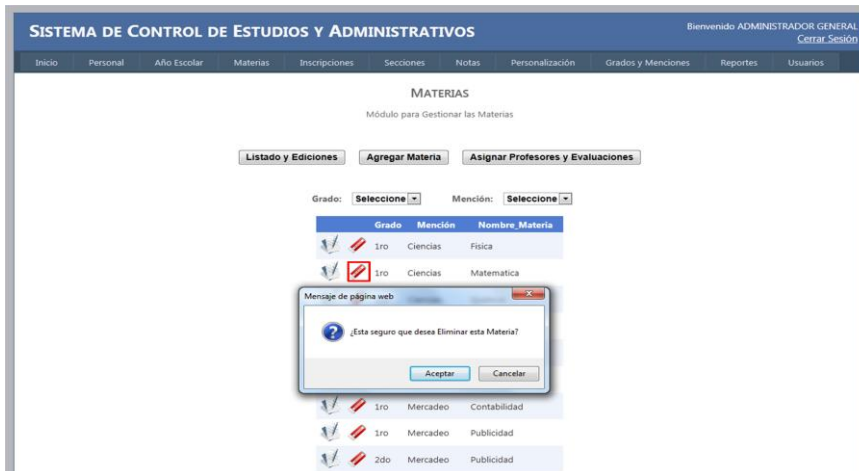 SISTEMA DE CONTROL DE ESTUDIOS Y ADMINISTRATIVOS
Bienvenido ADMINISTRADOR GENERAL
Cerrar Sesión
Inicio Personal Año Escolar Materias Inscripciones Secciones Notas Personalización Grados y Menciones Reportes Usuarios
MATERIAS
Módulo para Gestionar las Materias
Listado y Ediciones Agregar Materia Asignar Profesores y Evaluaciones
Grado: Seleccione Mención: Seleccione
Grado Mención Nombre_Materia
1ro Ciencias Fisica
1ro Ciencias Matematica
Mensaje de página web
¿Esta seguro que desea Eliminar esta Materia?
Aceptar Cancelar
1ro Mercadeo Contabilidad
1ro Mercadeo Publicidad
2do Mercadeo Publicidad